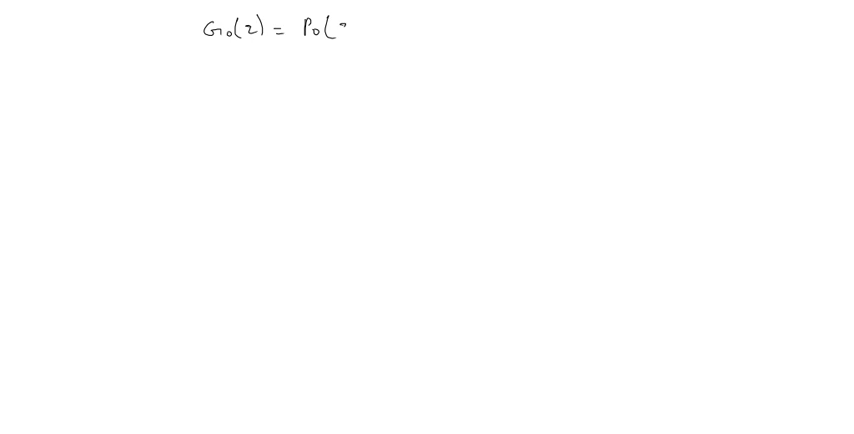 G₀(z) = P₀(